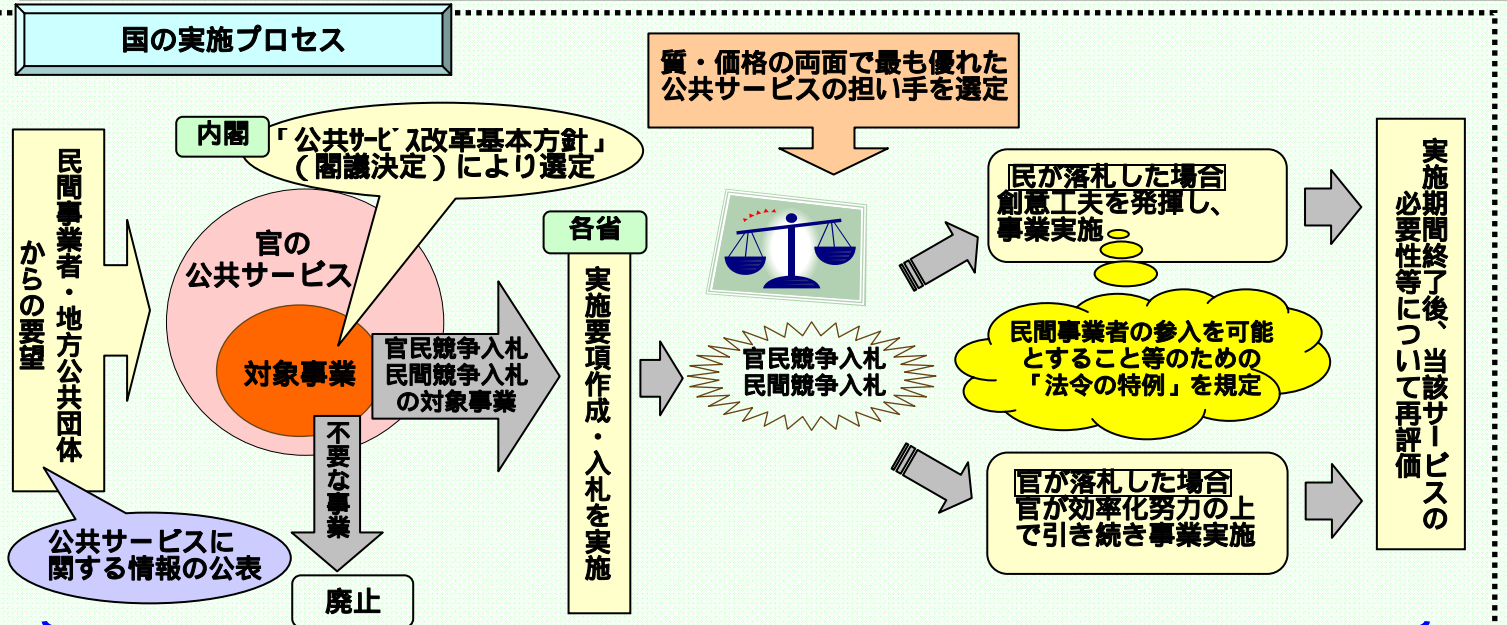 国の実施プロセス
質・価格の両面で最も優れた
公共サービスの担い手を選定
民間事業者・地方公共団体
からの要望
公共サービスに
関する情報の公表
内閣
「公共ｻｰﾋﾞｽ改革基本方針」
（閣議決定）により選定
官の
公共サービス
対象事業
官民競争入札
民間競争入札
の対象事業
不要な事業
廃止
各省
実施要項作成・入札を実施
官民競争入札
民間競争入札
民が落札した場合
創意工夫を発揮し、
事業実施
民間事業者の参入を可能
とすること等のための
「法令の特例」を規定
官が落札した場合
官が効率化努力の上
で引き続き事業実施
実施期間終了後、当該サービスの
必要性等について再評価